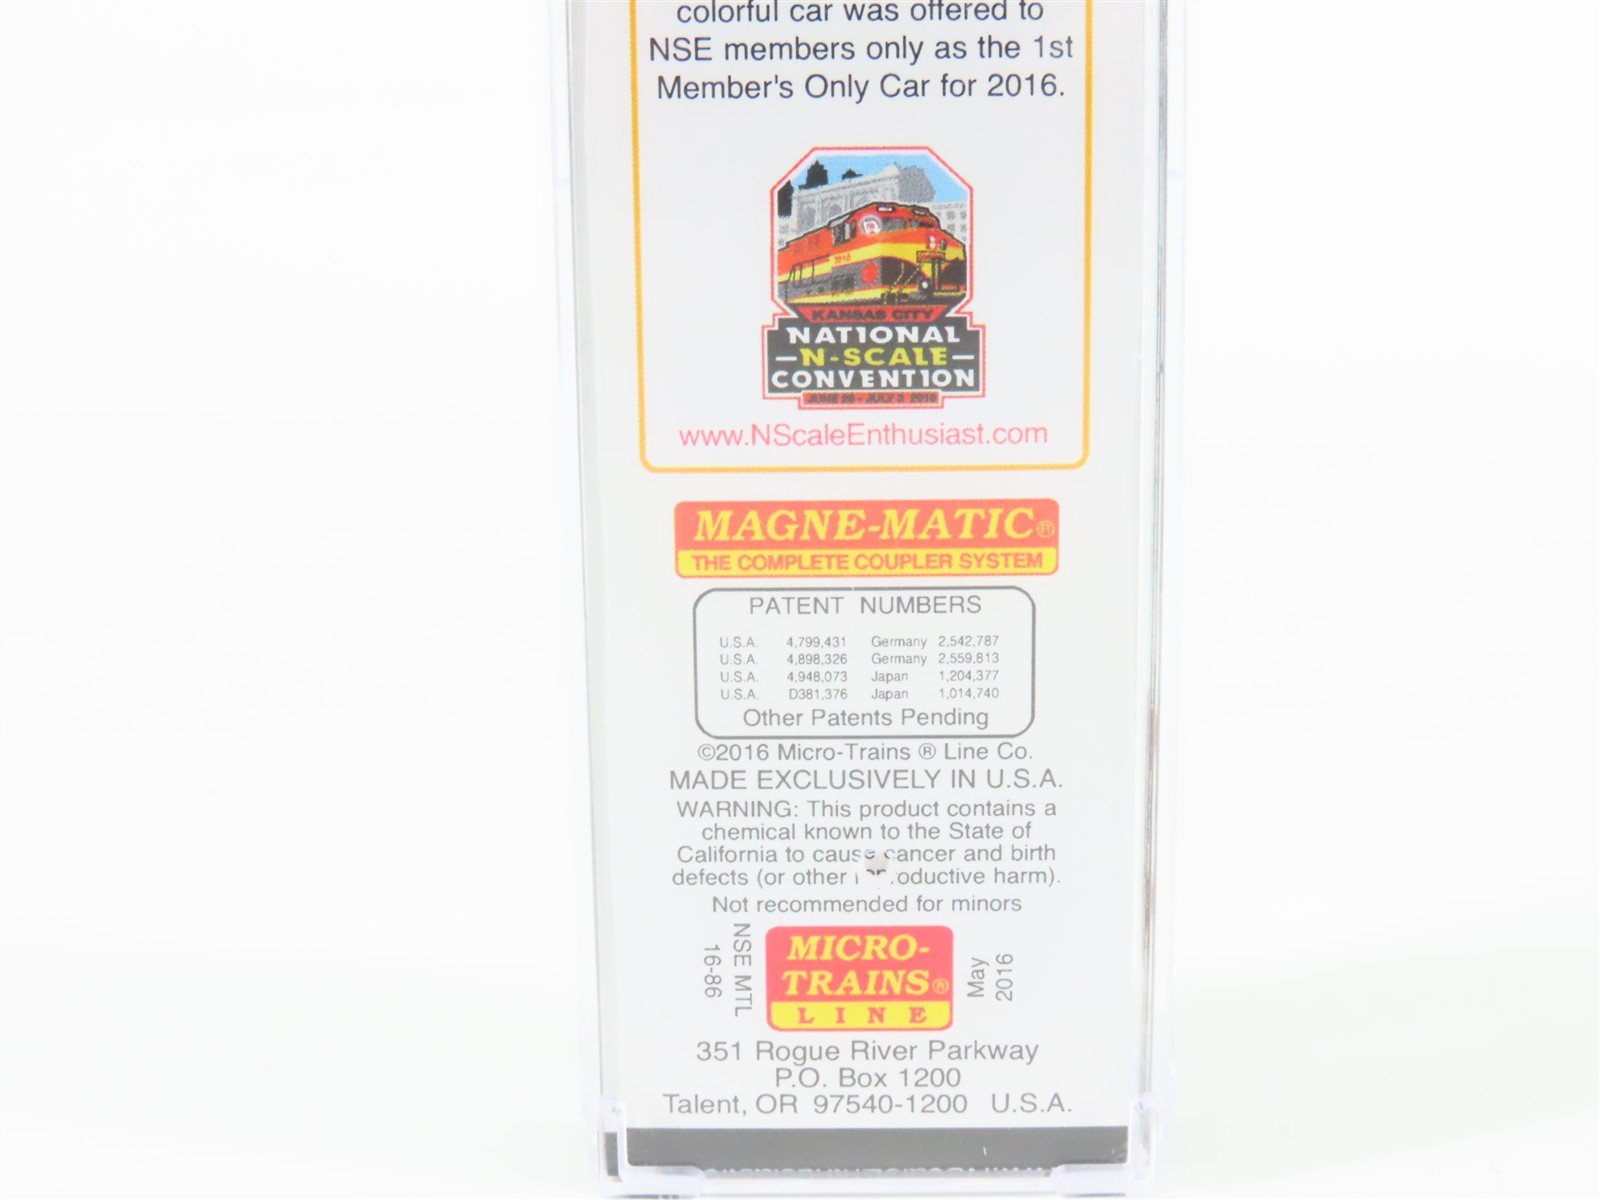 colorful car was offered to
NSE members only as the 1st
Member's Only Car for 2016.
2016
KANSAS CITY
NATIONAL
N-SCALE
CONVENTION
www.NScaleEnthusiast.com
MAGNE-MATIC®
THE COMPLETE COUPLER SYSTEM
PATENT NUMBERS
U.S.A. 4,799,431 Germany 2,542,787
U.S.A. 4,898,326 Germany 2,559,813
U.S.A. 4,948,073 Japan 1,204,377
U.S.A. D381,376 Japan 1,014,740
Other Patents Pending
©2016 Micro-Trains ® Line Co.
MADE EXCLUSIVELY IN U.S.A.
WARNING: This product contains a
chemical known to the State of
California to cause cancer and birth
defects (or other reproductive harm).
Not recommended for minors
NSE MTL
16-86
MICRO-
TRAINS®
LINE
May
2016
351 Rogue River Parkway
P.O. Box 1200
Talent, OR 97540-1200 U.S.A.